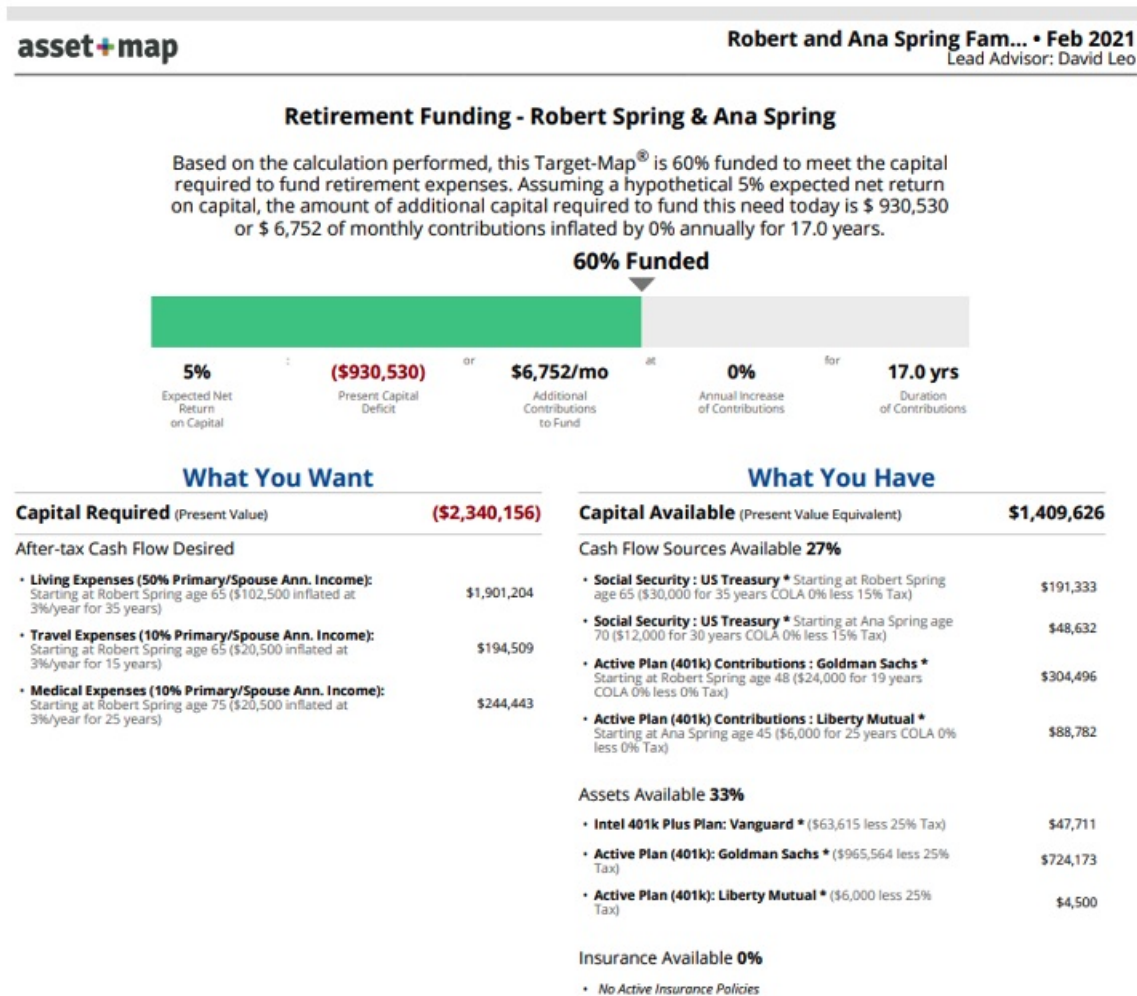 asset+map
Robert and Ana Spring Fam... • Feb 2021
Lead Advisor: David Leo
Retirement Funding - Robert Spring & Ana Spring
Based on the calculation performed, this Target-Map® is 60% funded to meet the capital
required to fund retirement expenses. Assuming a hypothetical 5% expected net return
on capital, the amount of additional capital required to fund this need today is $ 930,530
or $ 6,752 of monthly contributions inflated by 0% annually for 17.0 years.
60% Funded
5% : ($930,530) or $6,752/mo at 0% for 17.0 yrs
Expected Net Present Capital Additional Annual Increase Duration
Return Deficit Contributions of Contributions of Contributions
on Capital to Fund
What You Want
Capital Required (Present Value) ($2,340,156)
After-tax Cash Flow Desired
• Living Expenses (50% Primary/Spouse Ann. Income):
Starting at Robert Spring age 65 ($102,500 inflated at $1,901,204
3%/year for 35 years)
• Travel Expenses (10% Primary/Spouse Ann. Income):
Starting at Robert Spring age 65 ($20,500 inflated at $194,509
3%/year for 15 years)
• Medical Expenses (10% Primary/Spouse Ann. Income):
Starting at Robert Spring age 75 ($20,500 inflated at $244,443
3%/year for 25 years)
What You Have
Capital Available (Present Value Equivalent) $1,409,626
Cash Flow Sources Available 27%
• Social Security : US Treasury * Starting at Robert Spring
age 65 ($30,000 for 35 years COLA 0% less 15% Tax) $191,333
• Social Security : US Treasury * Starting at Ana Spring age
70 ($12,000 for 30 years COLA 0% less 15% Tax) $48,632
• Active Plan (401k) Contributions : Goldman Sachs *
Starting at Robert Spring age 48 ($24,000 for 19 years $304,496
COLA 0% less 0% Tax)
• Active Plan (401k) Contributions : Liberty Mutual *
Starting at Ana Spring age 45 ($6,000 for 25 years COLA 0% $88,782
less 0% Tax)
Assets Available 33%
• Intel 401k Plus Plan: Vanguard * ($63,615 less 25% Tax) $47,711
• Active Plan (401k): Goldman Sachs * ($965,564 less 25% $724,173
Tax)
• Active Plan (401k): Liberty Mutual * ($6,000 less 25% $4,500
Tax)
Insurance Available 0%
• No Active Insurance Policies